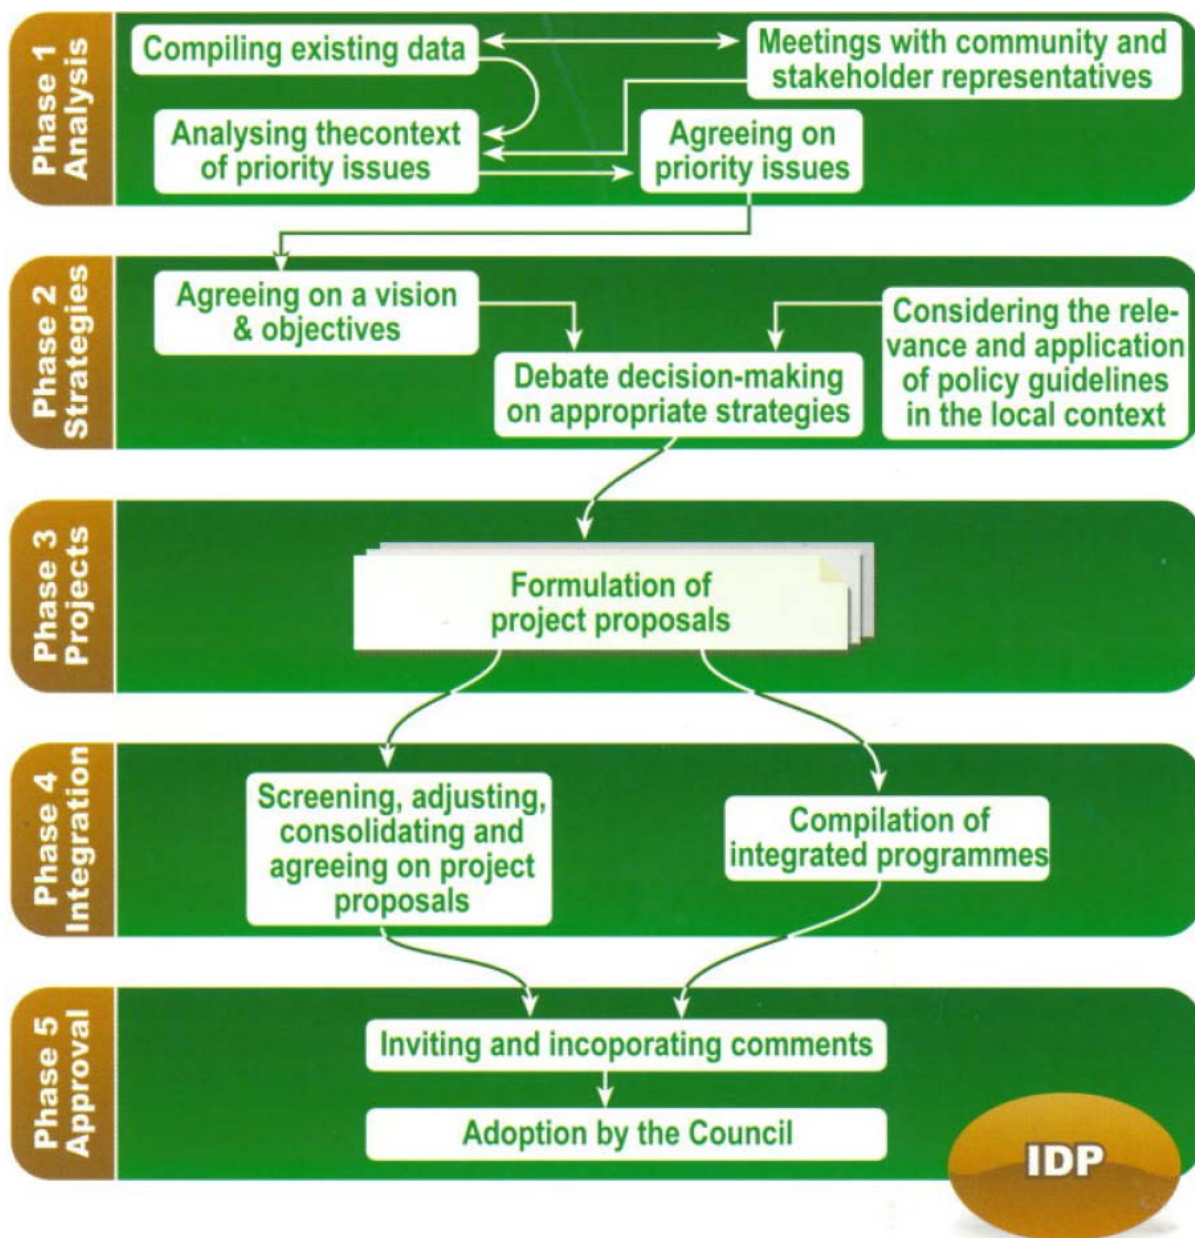 Phase 1
Analysis
Compiling existing data
Meetings with community and
stakeholder representatives
Analysing thecontext
of priority issues
Agreeing on
priority issues
Phase 2
Strategies
Agreeing on a vision
& objectives
Debate decision-making
on appropriate strategies
Considering the rele-
vance and application
of policy guidelines
in the local context
Phase 3
Projects
Formulation of
project proposals
Phase 4
Integration
Screening, adjusting,
consolidating and
agreeing on project
proposals
Compilation of
integrated programmes
Phase 5
Approval
Inviting and incoporating comments
Adoption by the Council
IDP